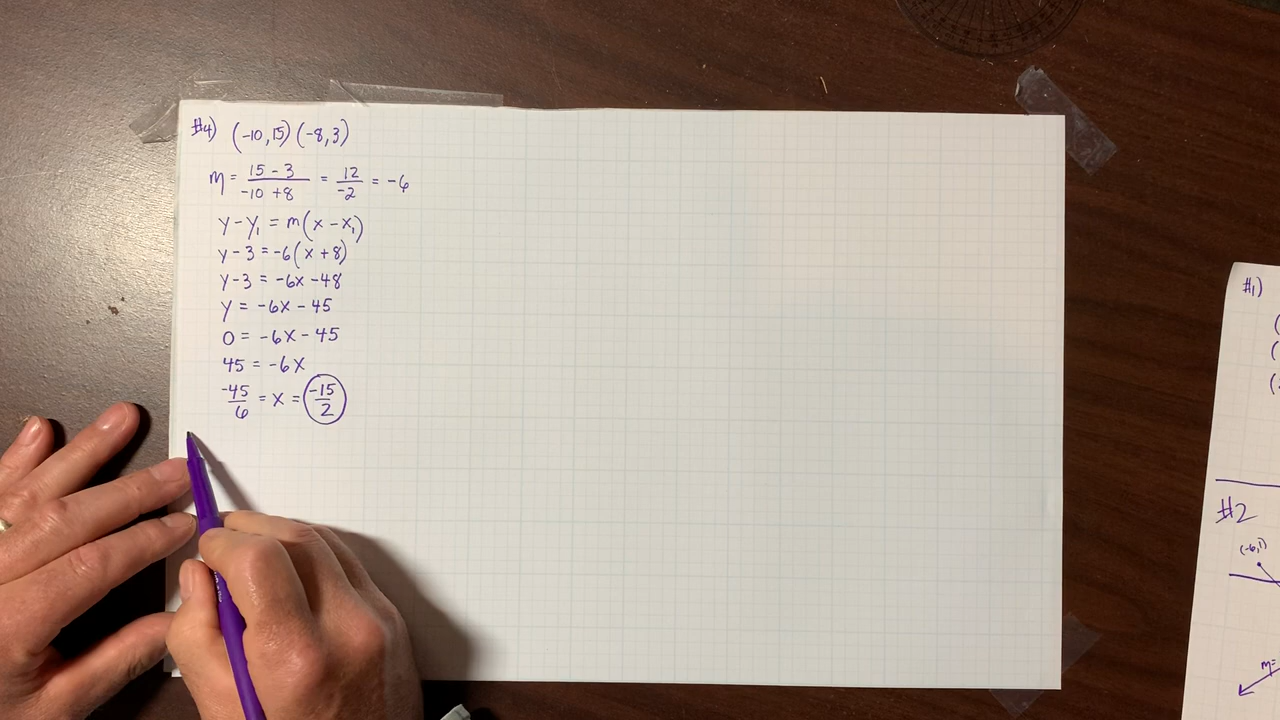 #4) (-10,15) (-8,3)
m = 15 - 3 / -10 + 8 = 12 / -2 = -6
y - y₁ = m(x - x₁)
y - 3 = -6(x + 8)
y - 3 = -6x - 48
y = -6x - 45
0 = -6x - 45
45 = -6x
-45 / 6 = x = -15 / 2
#1)
(
(
(
#2
(-6,1)
m=